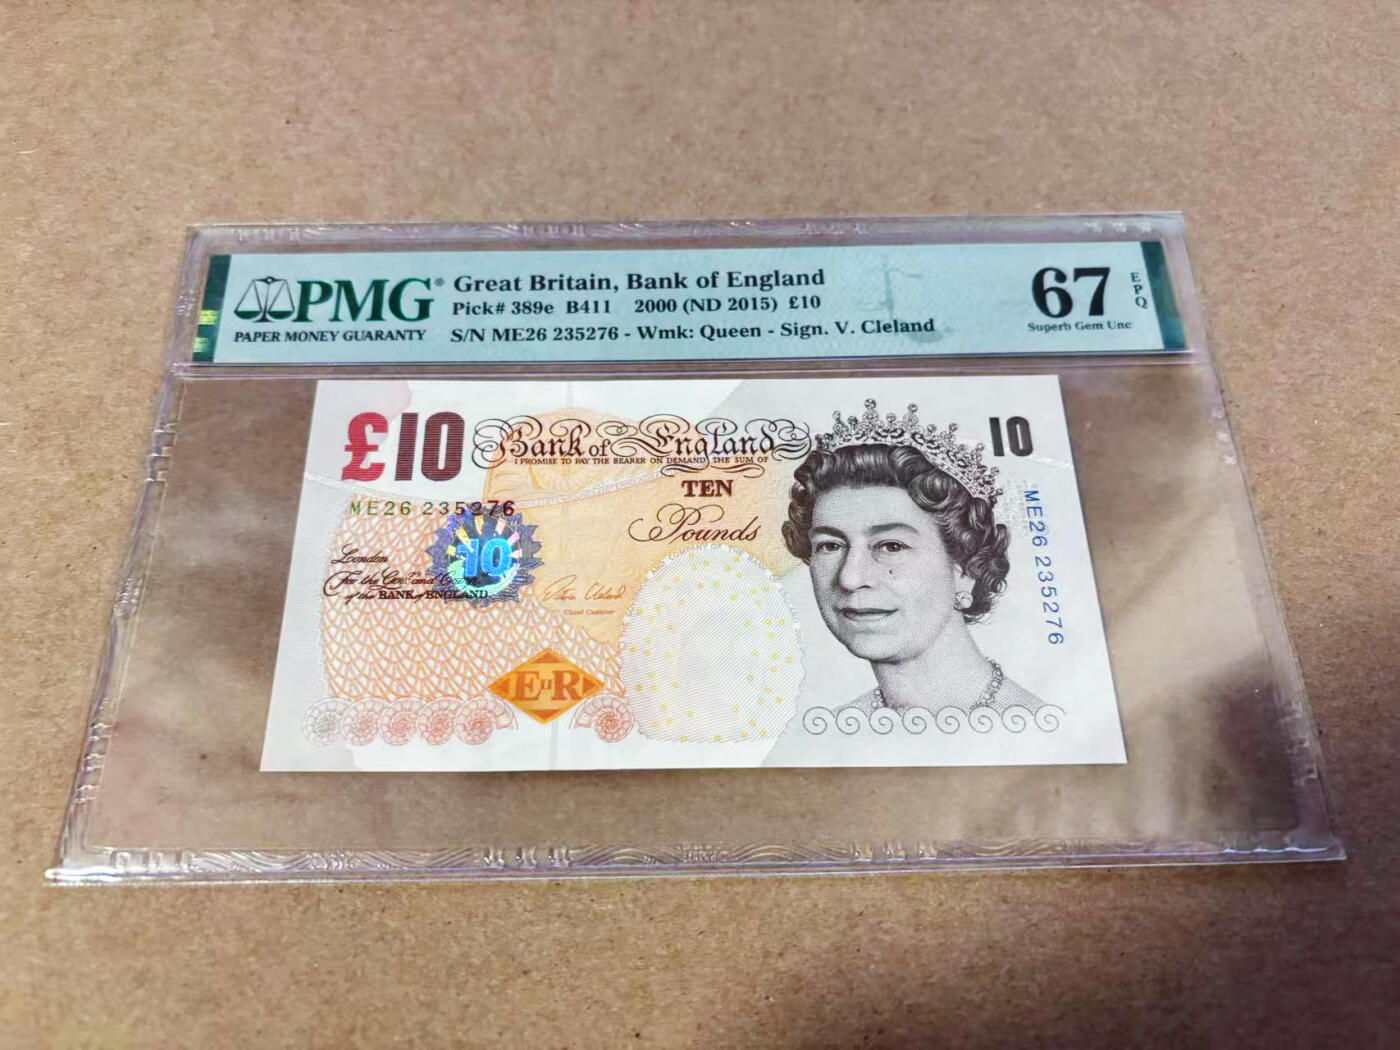 PMG®
PAPER MONEY GUARANTY
Great Britain, Bank of England
Pick# 389e B411 2000 (ND 2015) £10
S/N ME26 235276 - Wmk: Queen - Sign. V. Cleland
67
EPQ
Superb Gem Unc
£10
Bank of England
I PROMISE TO PAY THE BEARER ON DEMAND THE SUM OF
TEN
Pounds
10
ME26 235276
ME26 235276
10
London
For the Govr and Compa
of the BANK of ENGLAND
Chief Cashier
E II R